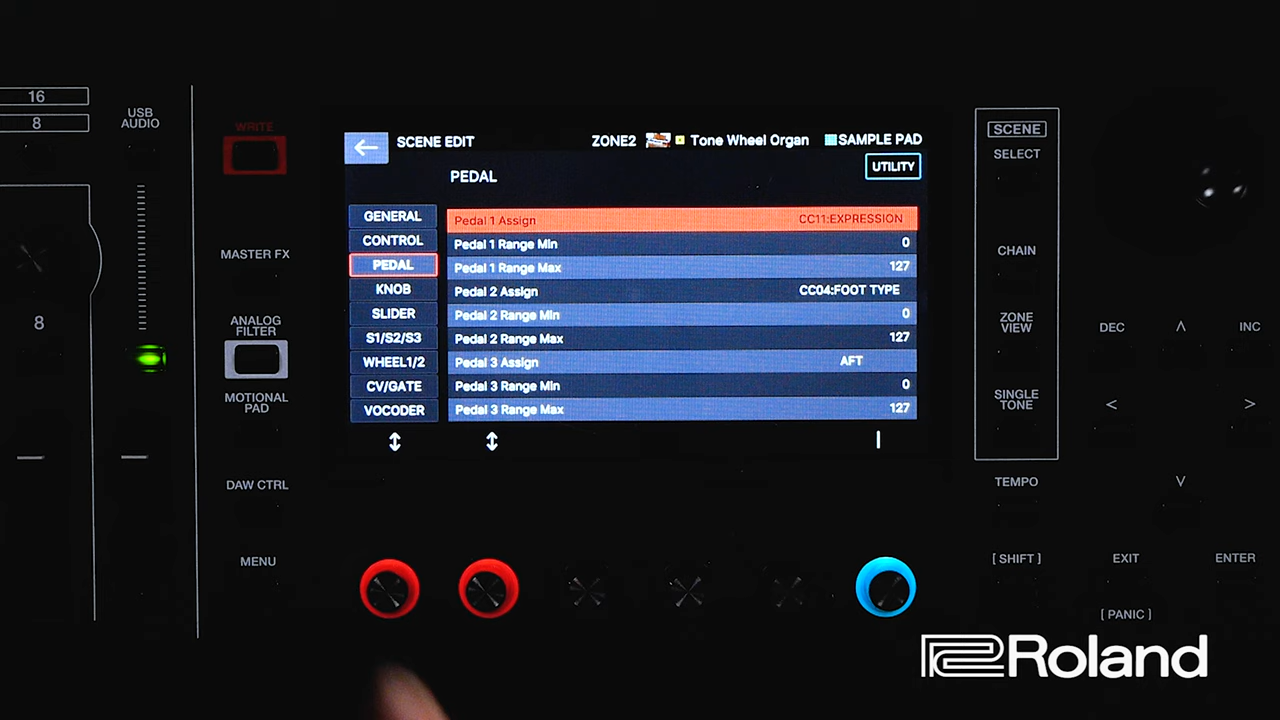 16
8
USB
AUDIO
8
WRITE
MASTER FX
ANALOG
FILTER
MOTIONAL
PAD
DAW CTRL
MENU
SCENE EDIT
ZONE2
Tone Wheel Organ
SAMPLE PAD
UTILITY
PEDAL
GENERAL
CONTROL
PEDAL
KNOB
SLIDER
S1/S2/S3
WHEEL1/2
CV/GATE
VOCODER
Pedal 1 Assign CC11:EXPRESSION
Pedal 1 Range Min 0
Pedal 1 Range Max 127
Pedal 2 Assign CC04:FOOT TYPE
Pedal 2 Range Min 0
Pedal 2 Range Max 127
Pedal 3 Assign AFT
Pedal 3 Range Min 0
Pedal 3 Range Max 127
SCENE
SELECT
CHAIN
ZONE
VIEW
SINGLE
TONE
TEMPO
[ SHIFT ]
DEC
INC
EXIT
ENTER
[ PANIC ]
Roland